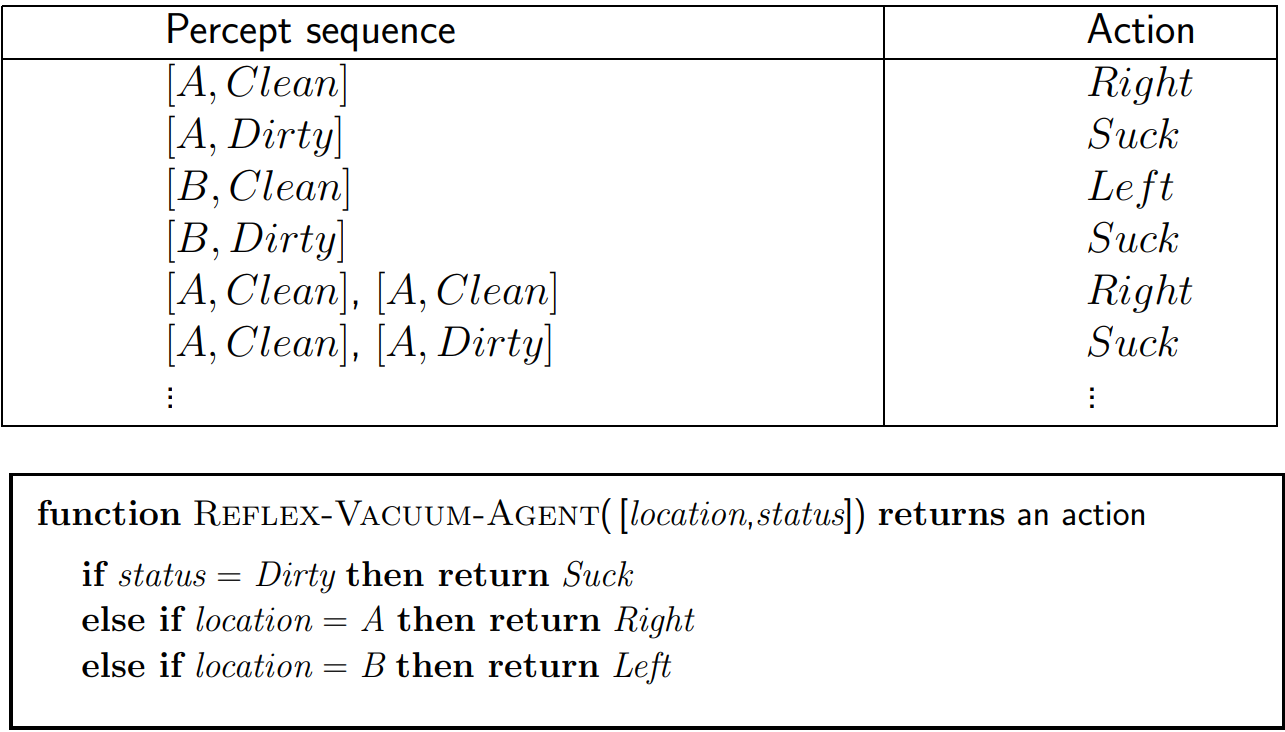 Percept sequence Action
[A, Clean] Right
[A, Dirty] Suck
[B, Clean] Left
[B, Dirty] Suck
[A, Clean], [A, Clean] Right
[A, Clean], [A, Dirty] Suck
⋮ ⋮
function REFLEX-VACUUM-AGENT( [location,status]) returns an action
if status = Dirty then return Suck
else if location = A then return Right
else if location = B then return Left